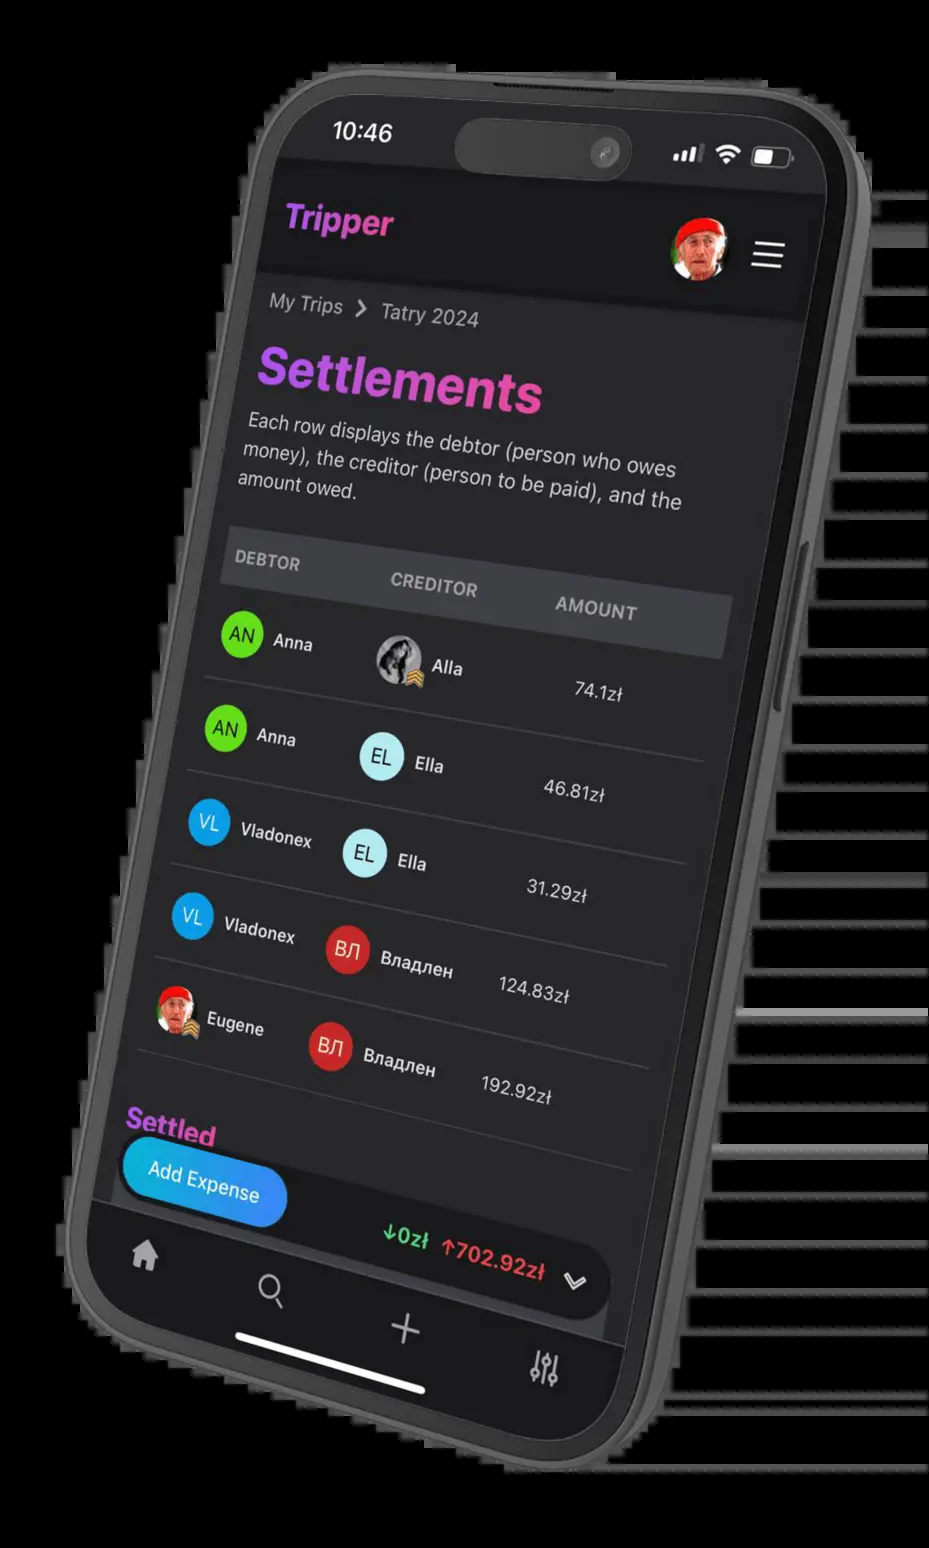 10:46
Tripper
My Trips > Tatry 2024
Settlements
Each row displays the debtor (person who owes
money), the creditor (person to be paid), and the
amount owed.
DEBTOR CREDITOR AMOUNT
AN Anna Alla 74.1zł
AN Anna EL Ella 46.81zł
VL Vladonex EL Ella 31.29zł
VL Vladonex ВЛ Владлен 124.83zł
Eugene ВЛ Владлен 192.92zł
Settled
Add Expense
↓0zł ↑702.92zł